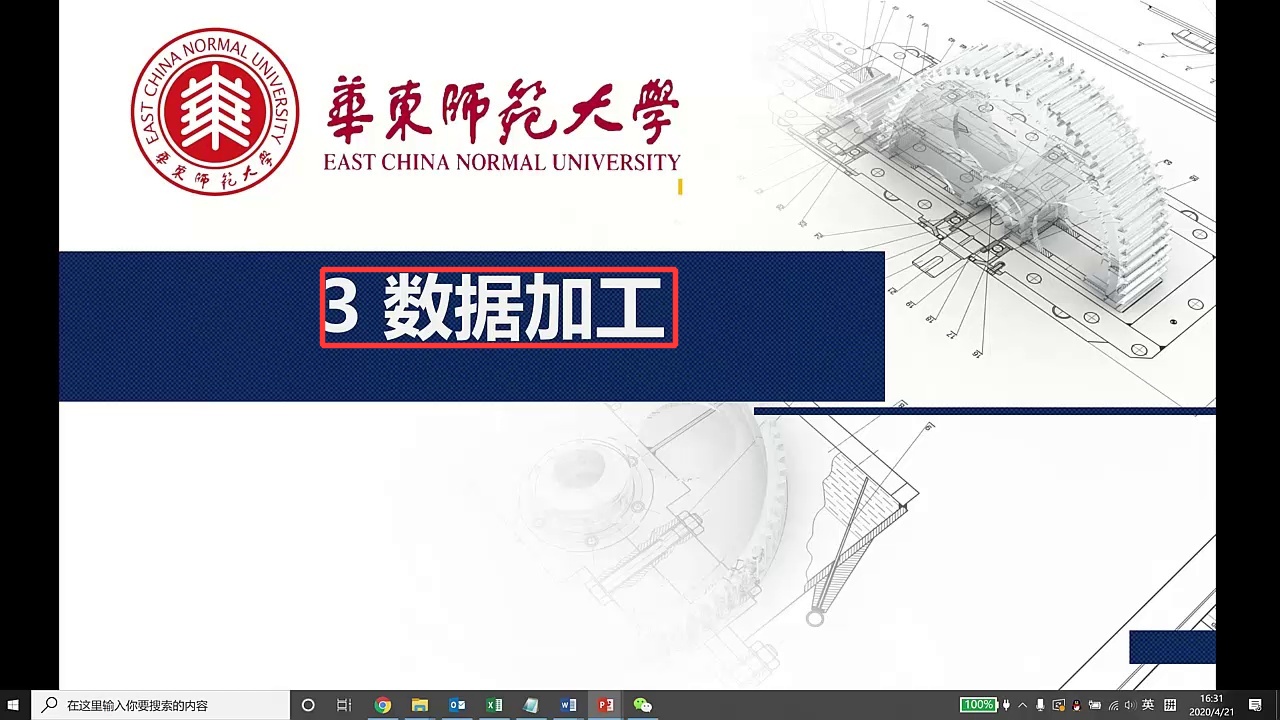 EAST CHINA NORMAL UNIVERSITY
華東師範大學
華東師範大學
EAST CHINA NORMAL UNIVERSITY
3 数据加工
在这里输入你要搜索的内容
100%
英
拼
16:31
2020/4/21